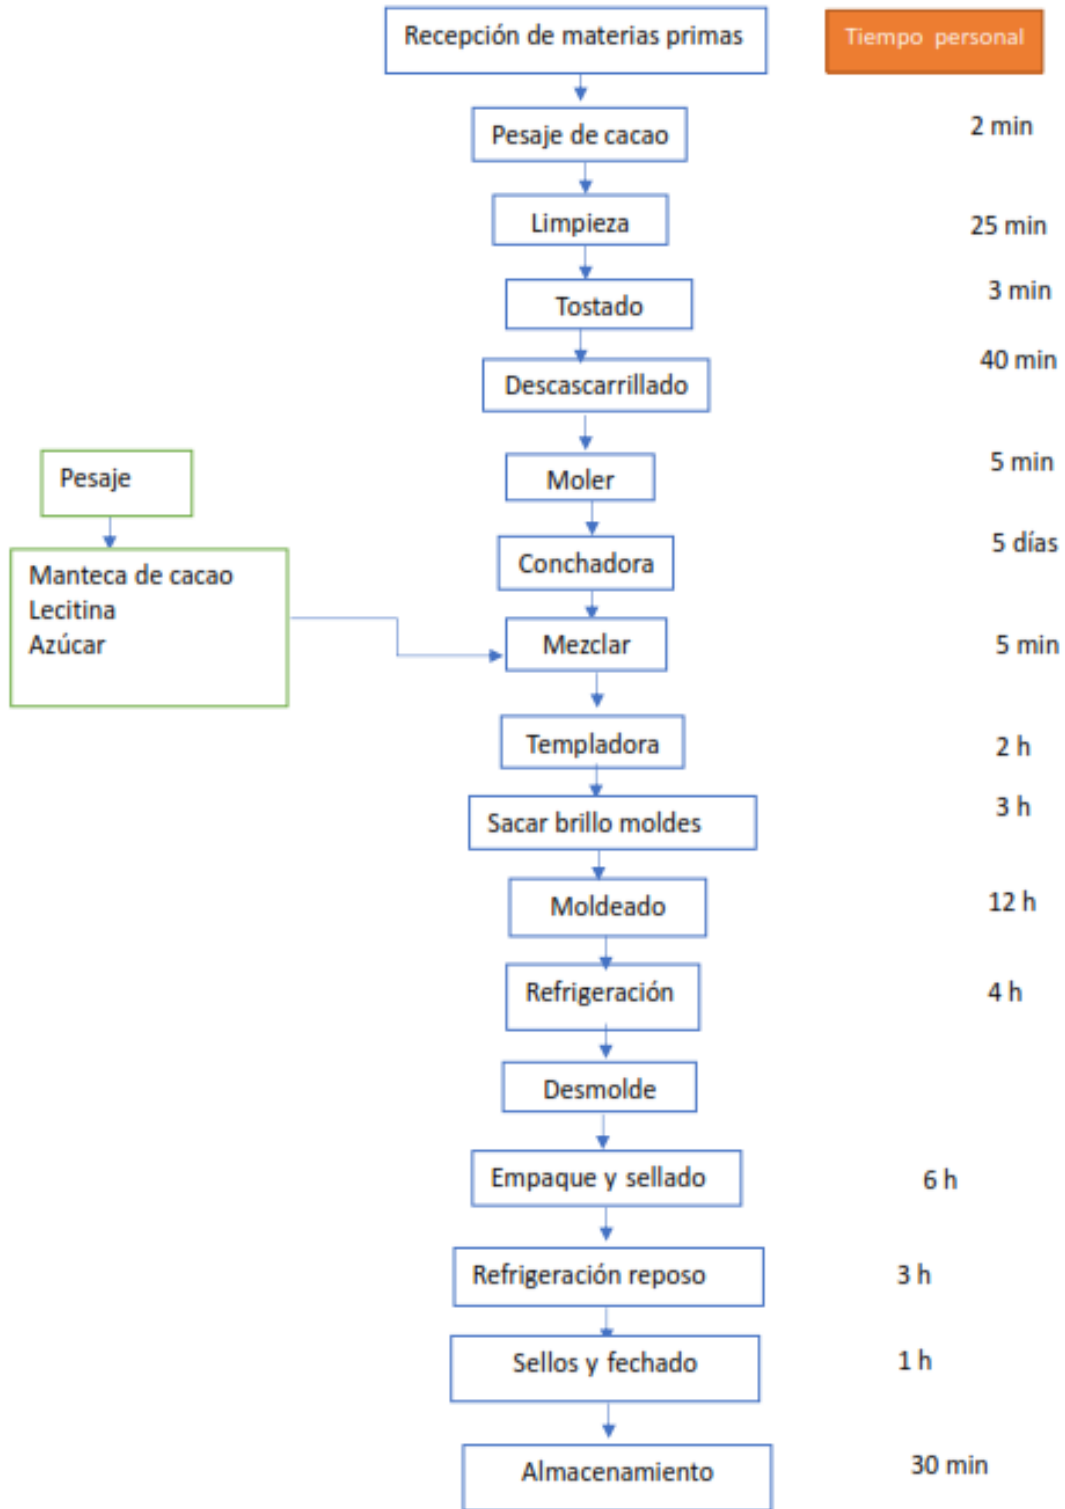 Recepción de materias primas
Tiempo personal
Pesaje de cacao
2 min
Limpieza
25 min
Tostado
3 min
Descascarrillado
40 min
Pesaje
Moler
5 min
Manteca de cacao
Lecitina
Azúcar
Conchadora
5 días
Mezclar
5 min
Templadora
2 h
Sacar brillo moldes
3 h
Moldeado
12 h
Refrigeración
4 h
Desmolde
Empaque y sellado
6 h
Refrigeración reposo
3 h
Sellos y fechado
1 h
Almacenamiento
30 min